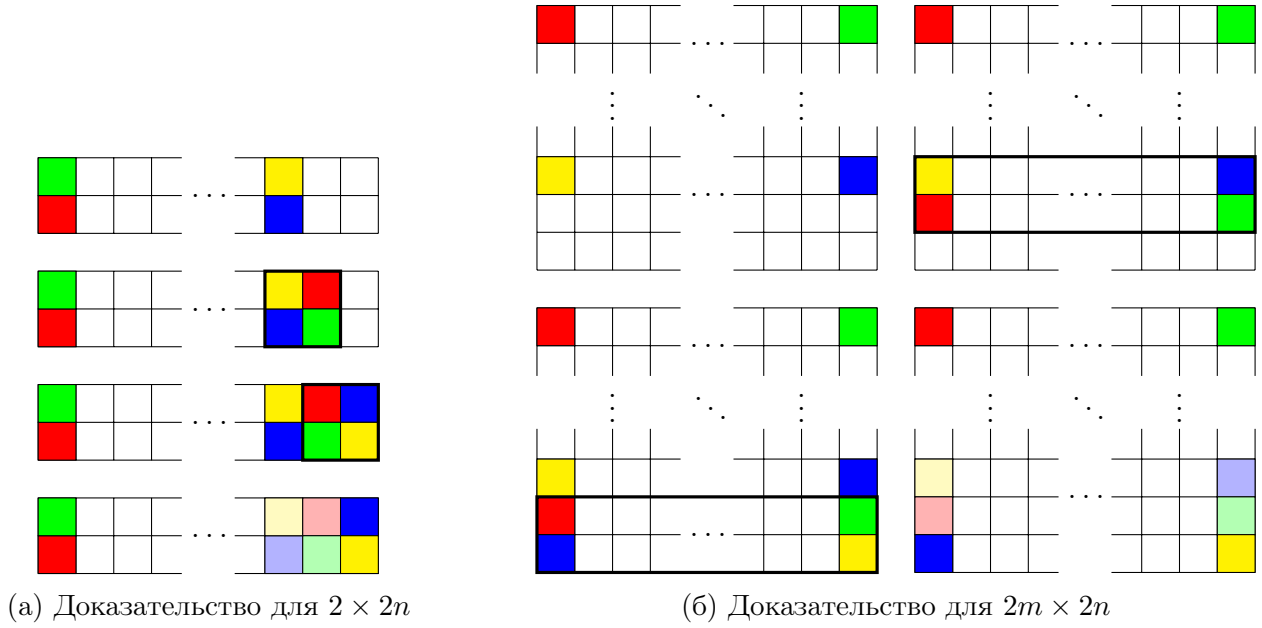 (а) Доказательство для 2 × 2n
(б) Доказательство для 2m × 2n